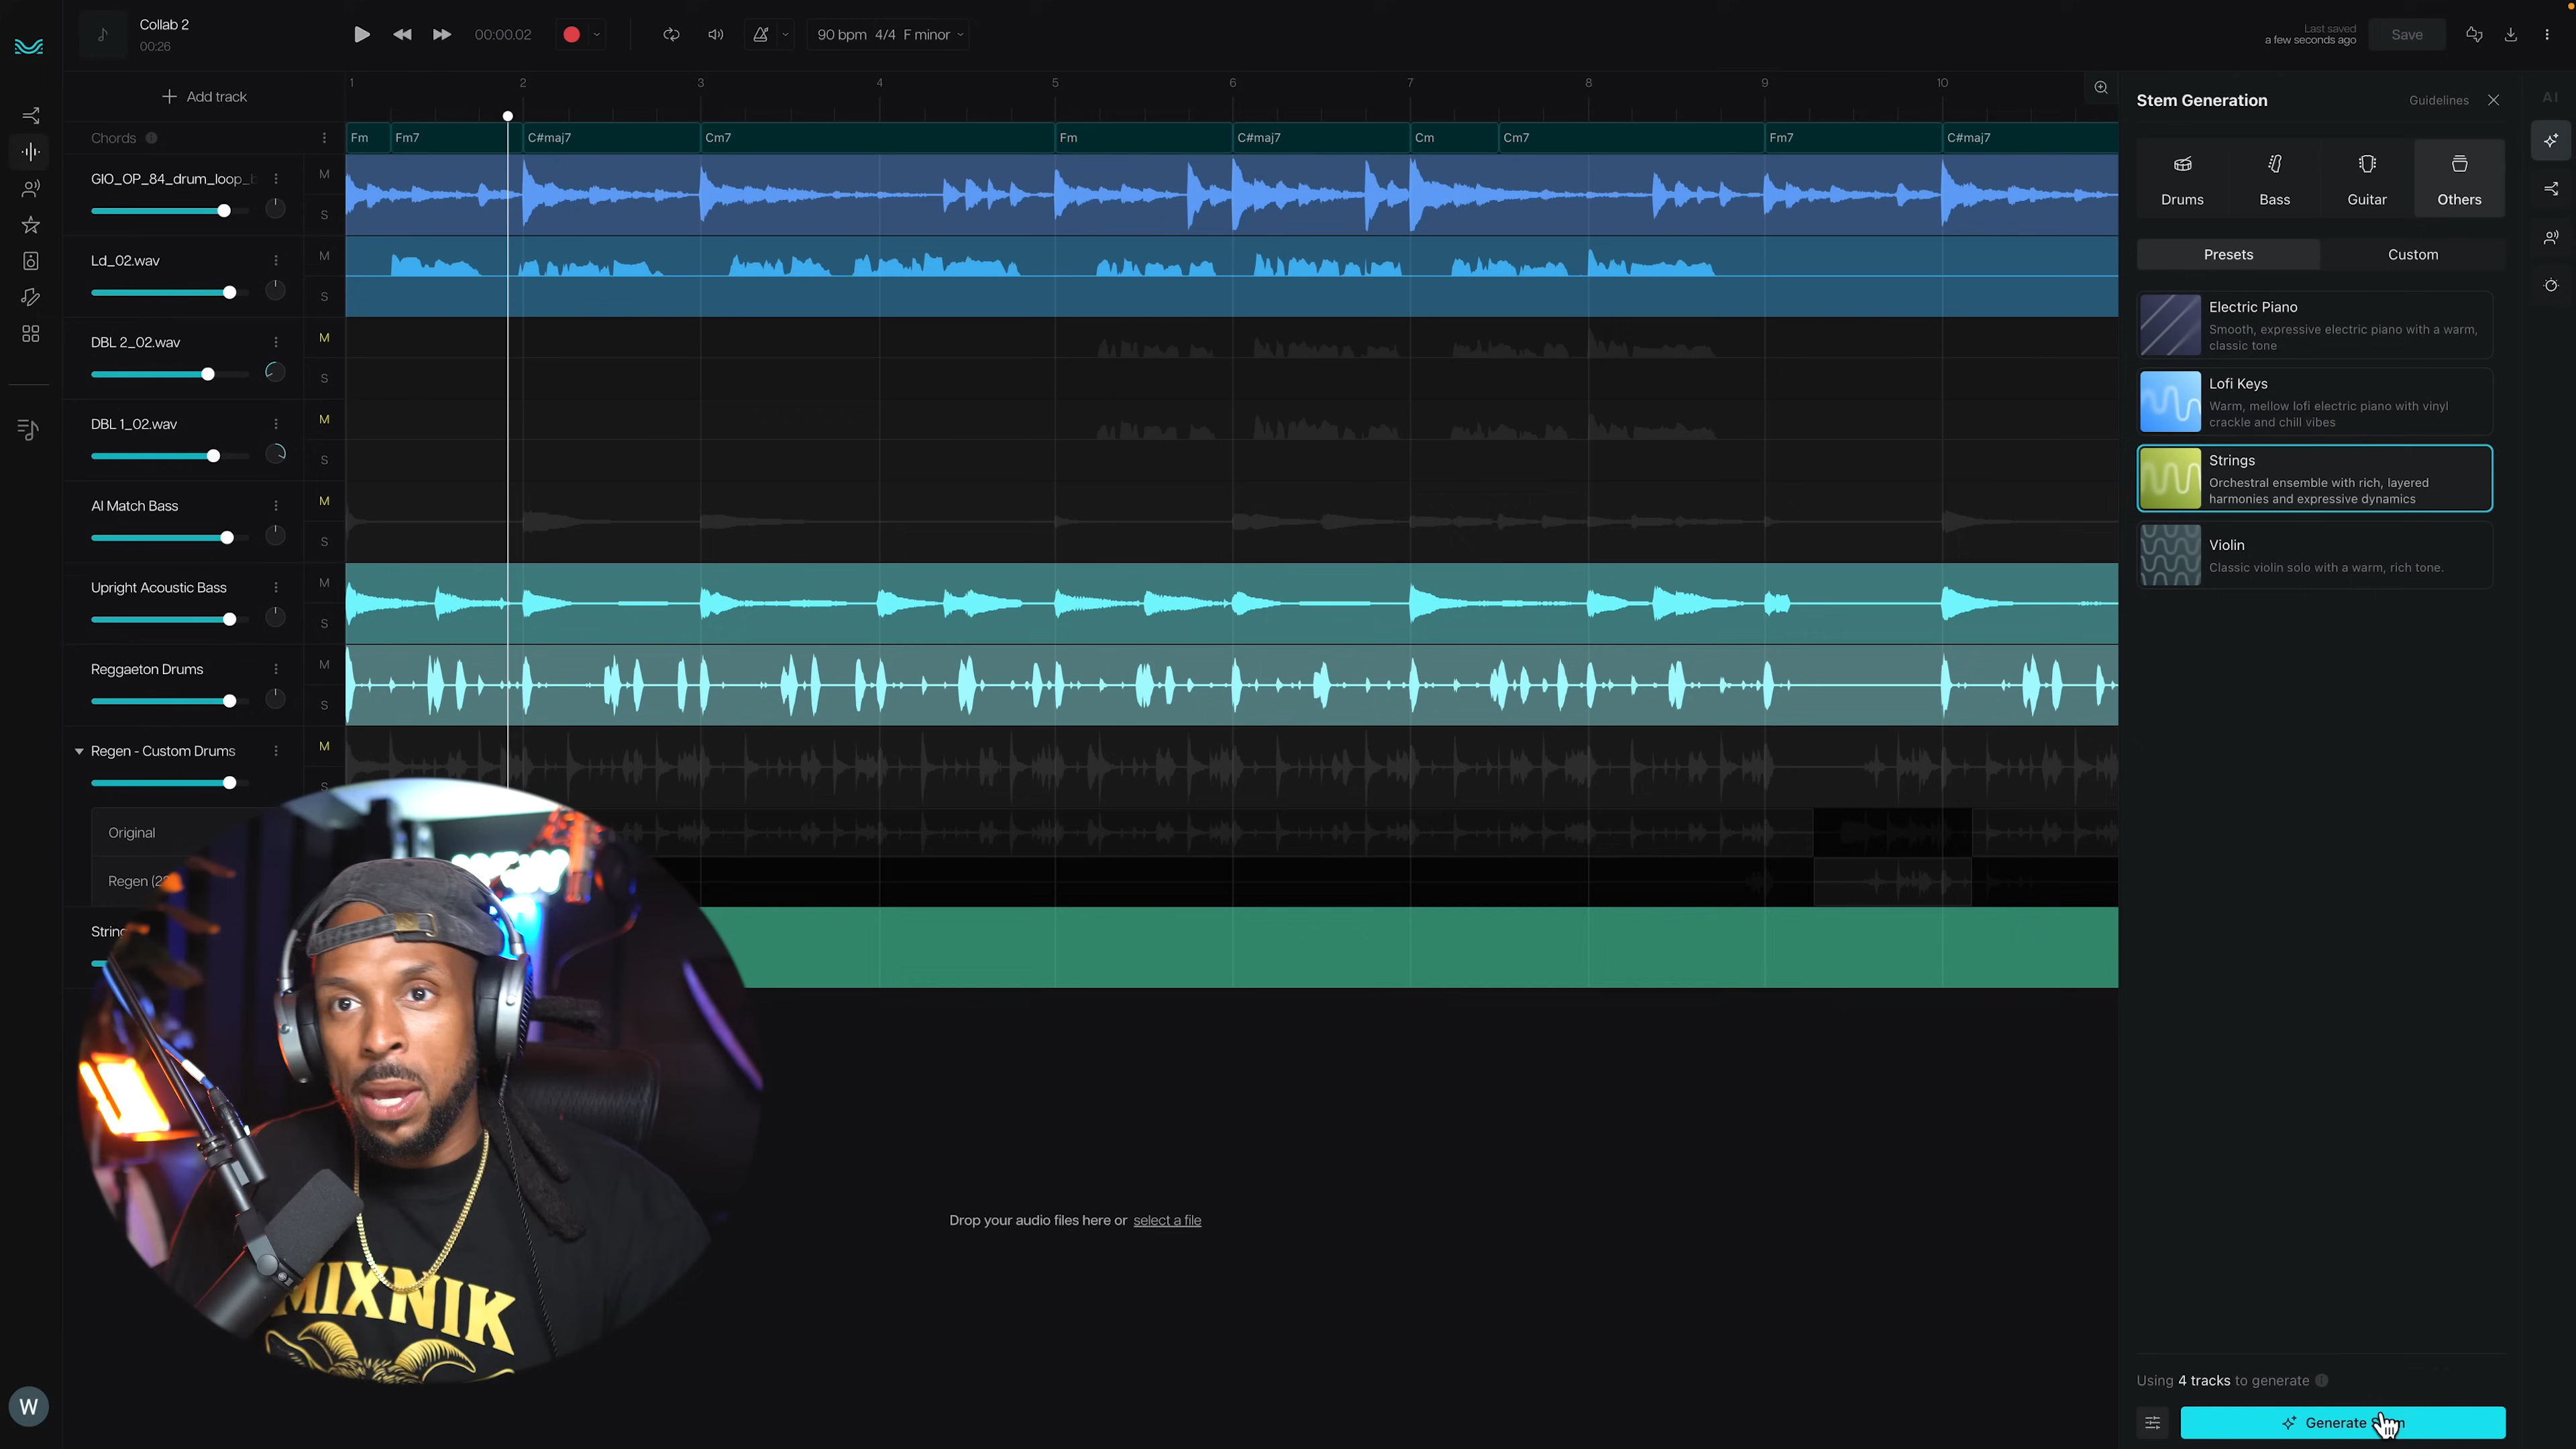 Collab 2
00:26
00:00.02
90 bpm 4/4 F minor
Last saved
a few seconds ago
Save
Add track
1 2 3 4 5 6 7 8 9 10
Chords
Fm Fm7 C#maj7 Cm7 Fm C#maj7 Cm Cm7 Fm7 C#maj7
GIO_OP_84_drum_loop_b
M
S
Ld_02.wav
M
S
DBL 2_02.wav
M
S
DBL 1_02.wav
M
S
AI Match Bass
M
S
Upright Acoustic Bass
M
S
Reggaeton Drums
M
S
Regen - Custom Drums
M
S
Original
Regen
Drop your audio files here or select a file
MIXNIK
W
Stem Generation
Guidelines
AI
Drums
Bass
Guitar
Others
Presets
Custom
Electric Piano
Smooth, expressive electric piano with a warm,
classic tone
Lofi Keys
Warm, mellow lofi electric piano with vinyl
crackle and chill vibes
Strings
Orchestral ensemble with rich, layered
harmonies and expressive dynamics
Violin
Classic violin solo with a warm, rich tone.
Using 4 tracks to generate
Generate